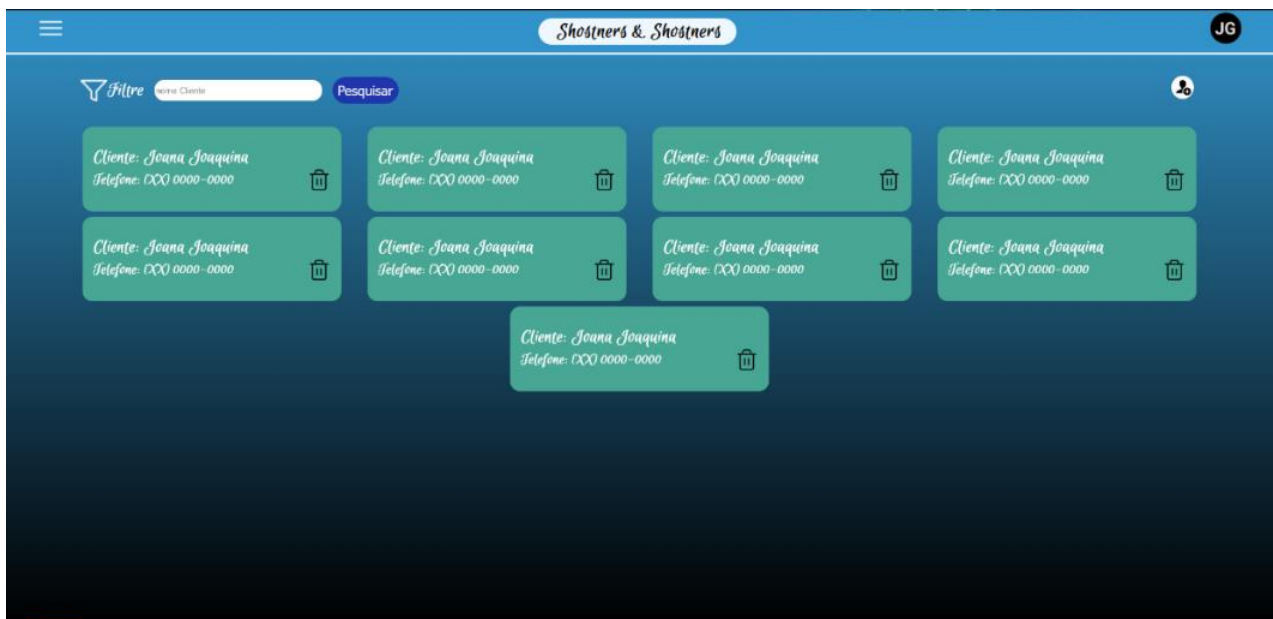 Shostners & Shostners
JG
Filtre
Nome Cliente
Pesquisar
Cliente: Joana Joaquina
Telefone: (XX) 0000-0000
Cliente: Joana Joaquina
Telefone: (XX) 0000-0000
Cliente: Joana Joaquina
Telefone: (XX) 0000-0000
Cliente: Joana Joaquina
Telefone: (XX) 0000-0000
Cliente: Joana Joaquina
Telefone: (XX) 0000-0000
Cliente: Joana Joaquina
Telefone: (XX) 0000-0000
Cliente: Joana Joaquina
Telefone: (XX) 0000-0000
Cliente: Joana Joaquina
Telefone: (XX) 0000-0000
Cliente: Joana Joaquina
Telefone: (XX) 0000-0000